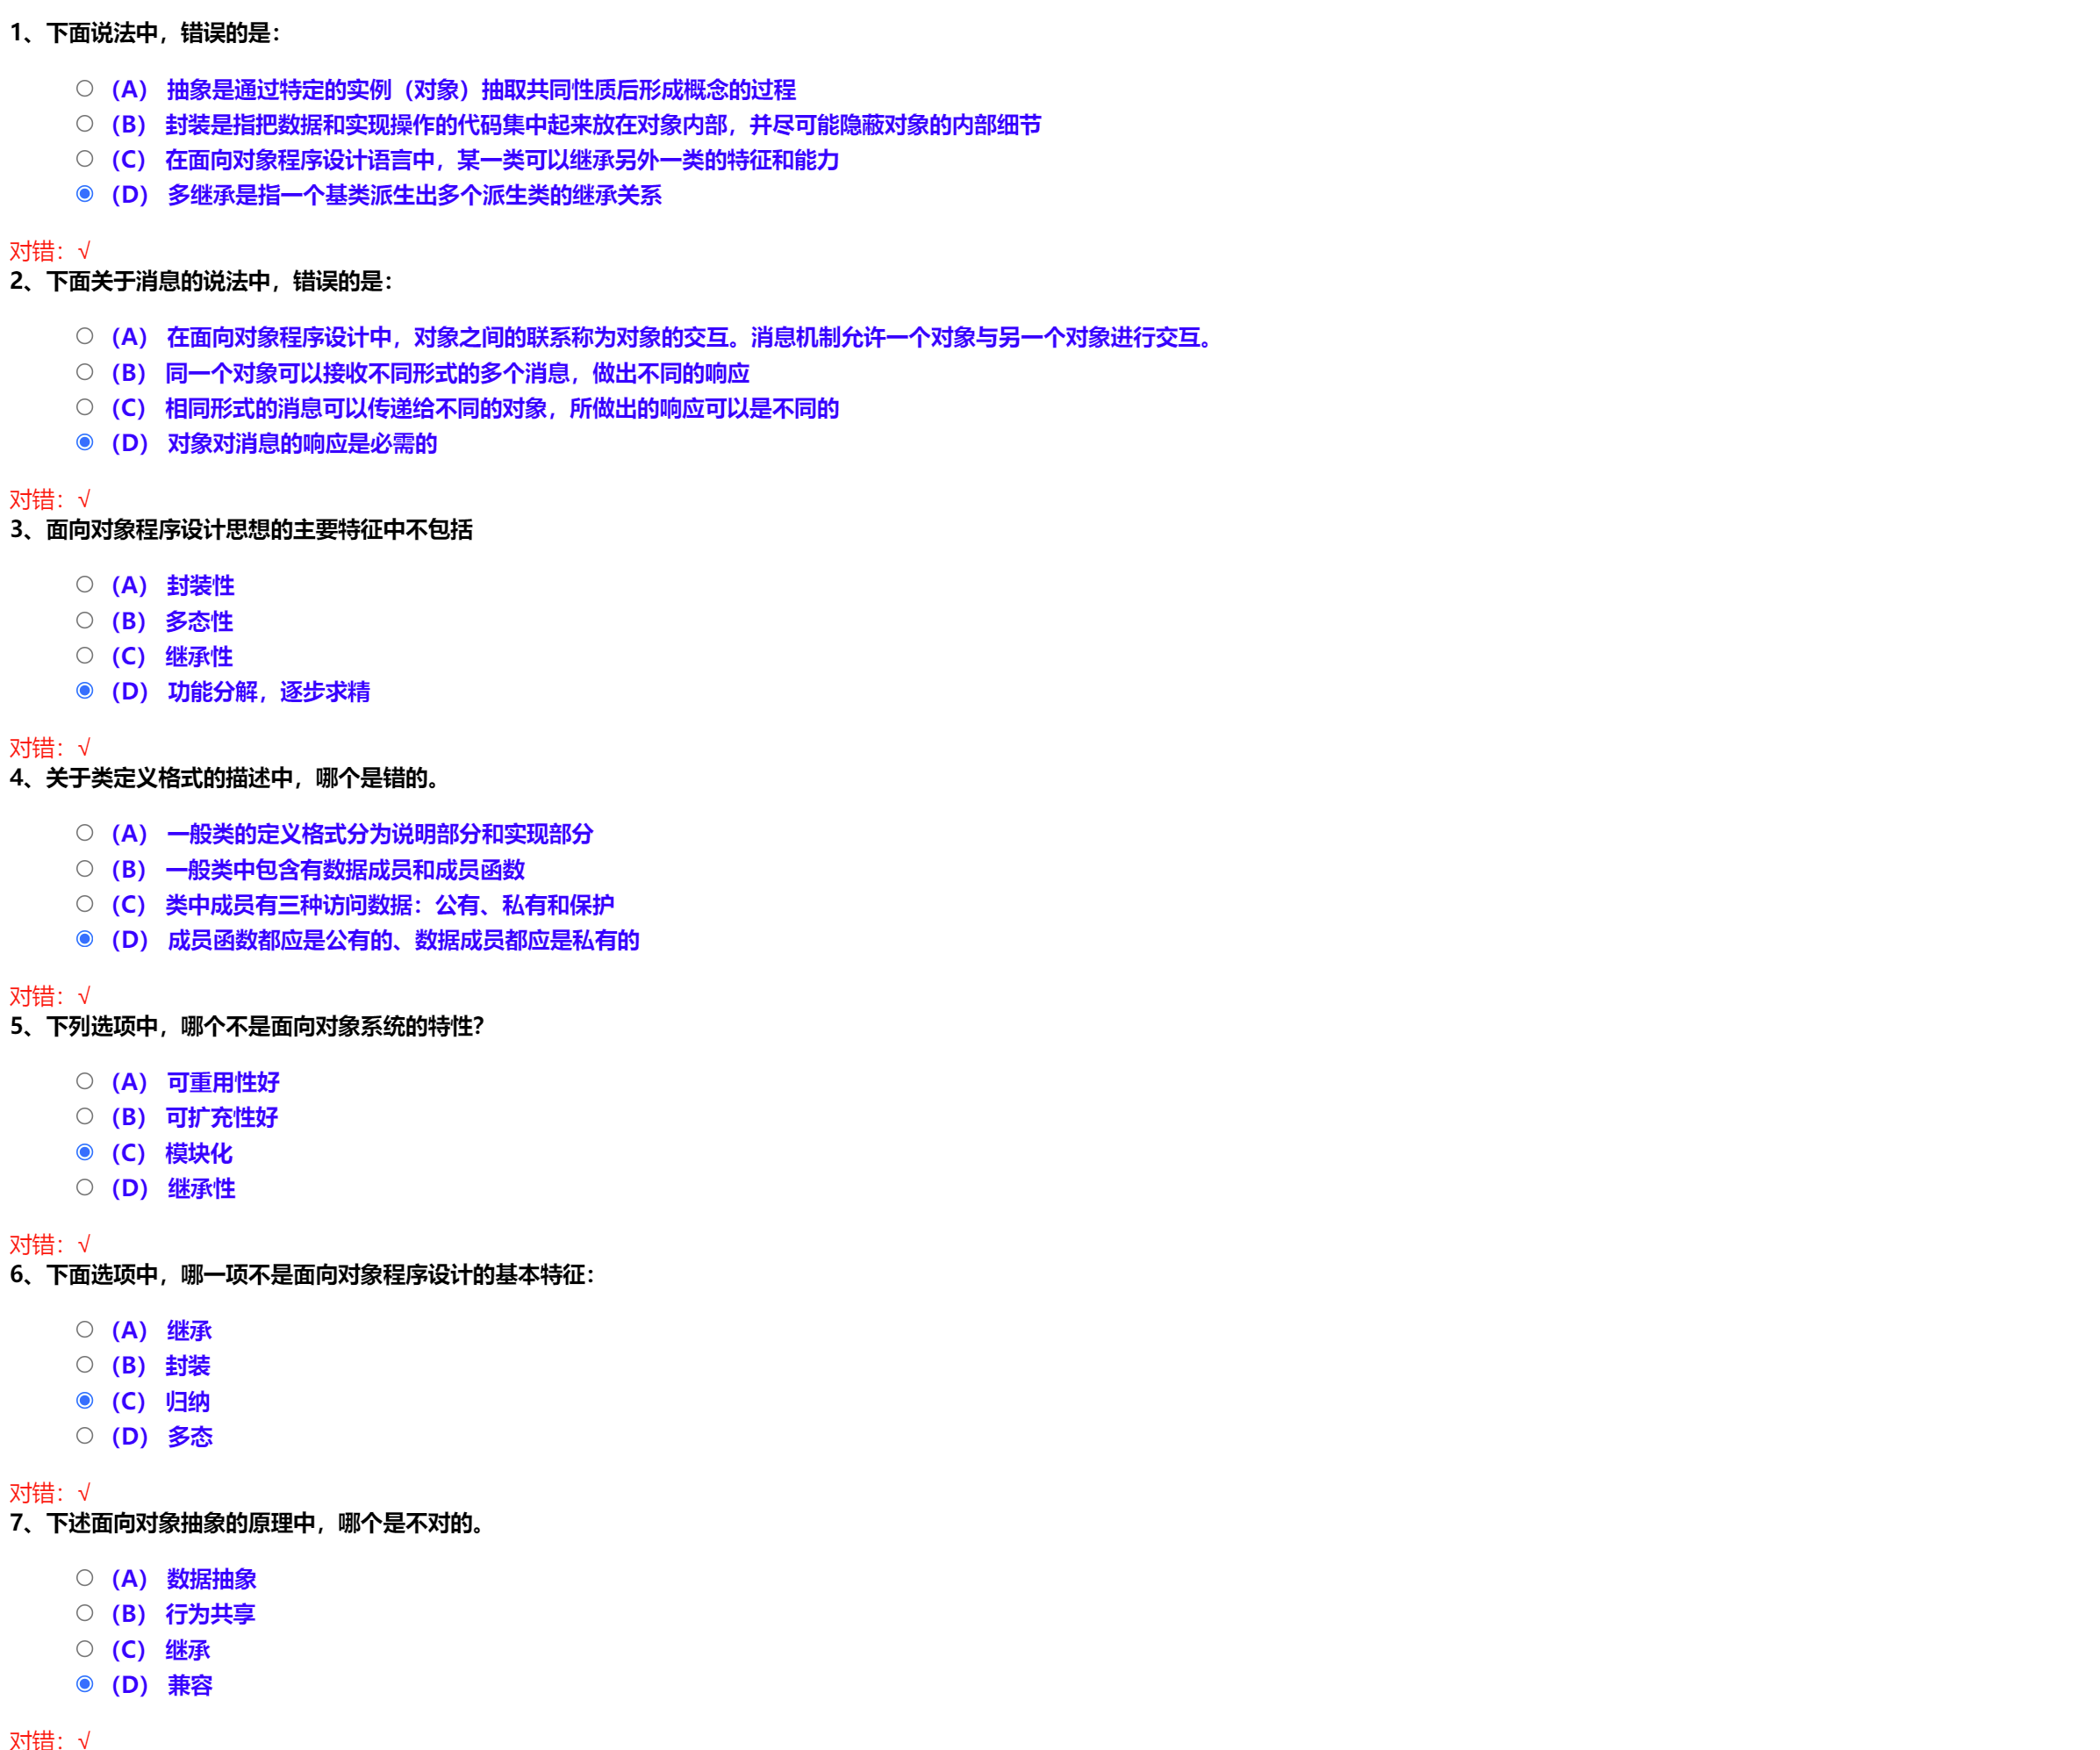 1、下面说法中，错误的是：
（A） 抽象是通过特定的实例（对象）抽取共同性质后形成概念的过程
（B） 封装是指把数据和实现操作的代码集中起来放在对象内部，并尽可能隐蔽对象的内部细节
（C） 在面向对象程序设计语言中，某一类可以继承另外一类的特征和能力
（D） 多继承是指一个基类派生出多个派生类的继承关系
对错：√
2、下面关于消息的说法中，错误的是：
（A） 在面向对象程序设计中，对象之间的联系称为对象的交互。消息机制允许一个对象与另一个对象进行交互。
（B） 同一个对象可以接收不同形式的多个消息，做出不同的响应
（C） 相同形式的消息可以传递给不同的对象，所做出的响应可以是不同的
（D） 对象对消息的响应是必需的
对错：√
3、面向对象程序设计思想的主要特征中不包括
（A） 封装性
（B） 多态性
（C） 继承性
（D） 功能分解，逐步求精
对错：√
4、关于类定义格式的描述中，哪个是错的。
（A） 一般类的定义格式分为说明部分和实现部分
（B） 一般类中包含有数据成员和成员函数
（C） 类中成员有三种访问数据：公有、私有和保护
（D） 成员函数都应是公有的、数据成员都应是私有的
对错：√
5、下列选项中，哪个不是面向对象系统的特性？
（A） 可重用性好
（B） 可扩充性好
（C） 模块化
（D） 继承性
对错：√
6、下面选项中，哪一项不是面向对象程序设计的基本特征：
（A） 继承
（B） 封装
（C） 归纳
（D） 多态
对错：√
7、下述面向对象抽象的原理中，哪个是不对的。
（A） 数据抽象
（B） 行为共享
（C） 继承
（D） 兼容
对错：√